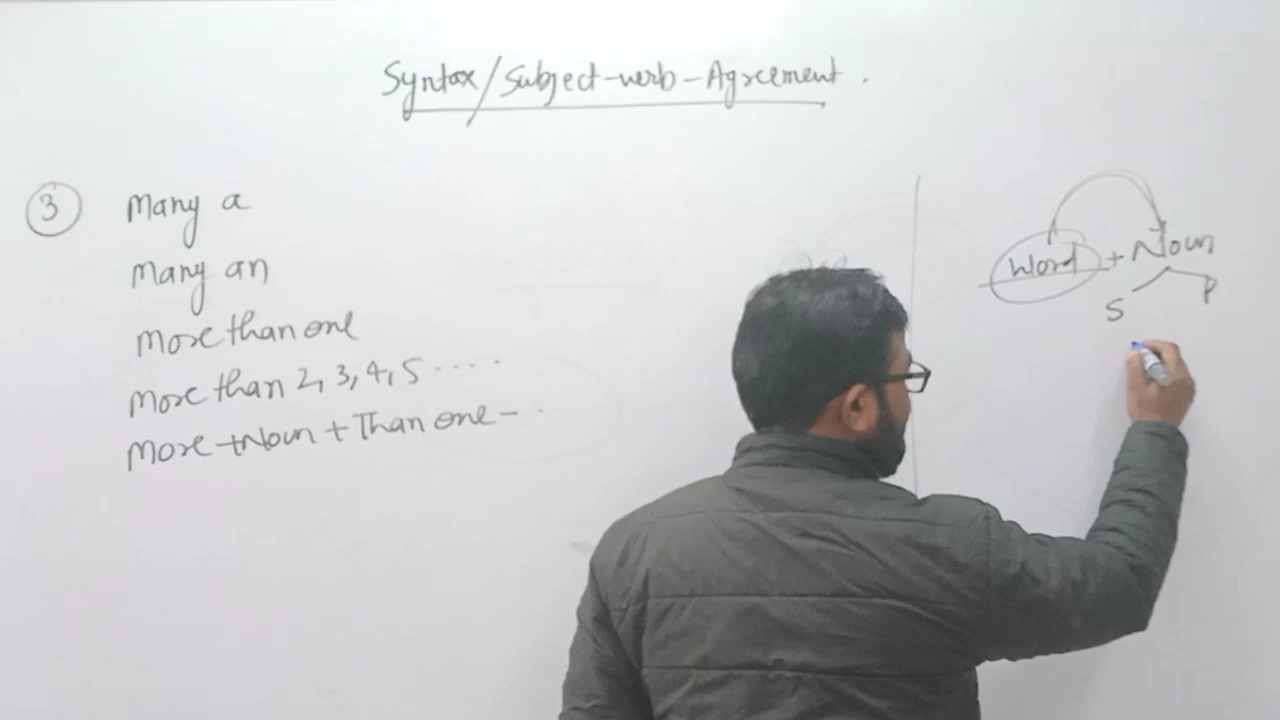 Syntax/Subject-verb-Agreement.
3 Many a
Many an
More than one
More than 2, 3, 4, 5 .....
More +Noun + Than one - .
Word + Noun
S P